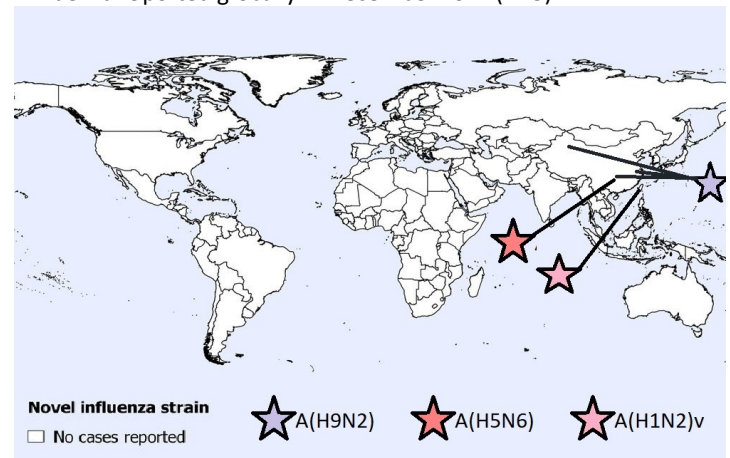 Novel influenza strain
A(H9N2) A(H5N6) A(H1N2)v
No cases reported